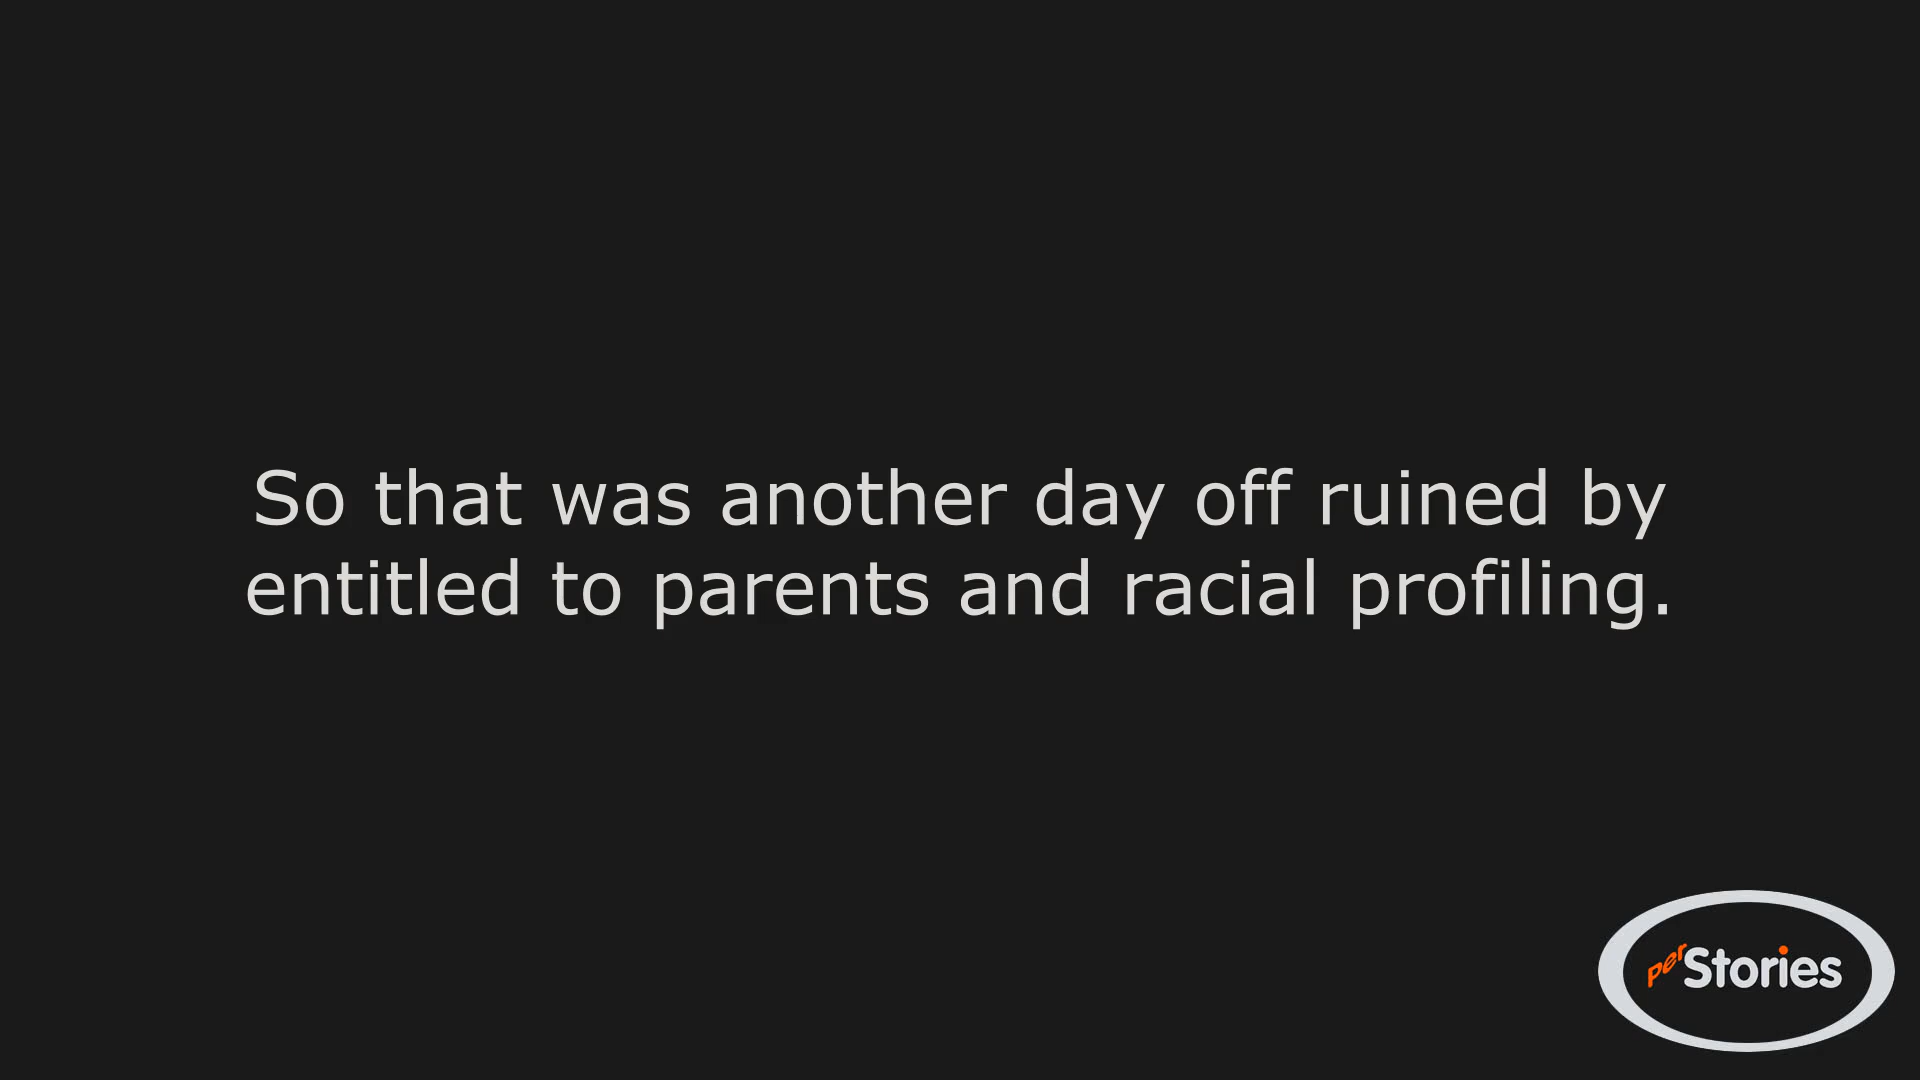 So that was another day off ruined by
entitled to parents and racial profiling.
perStories